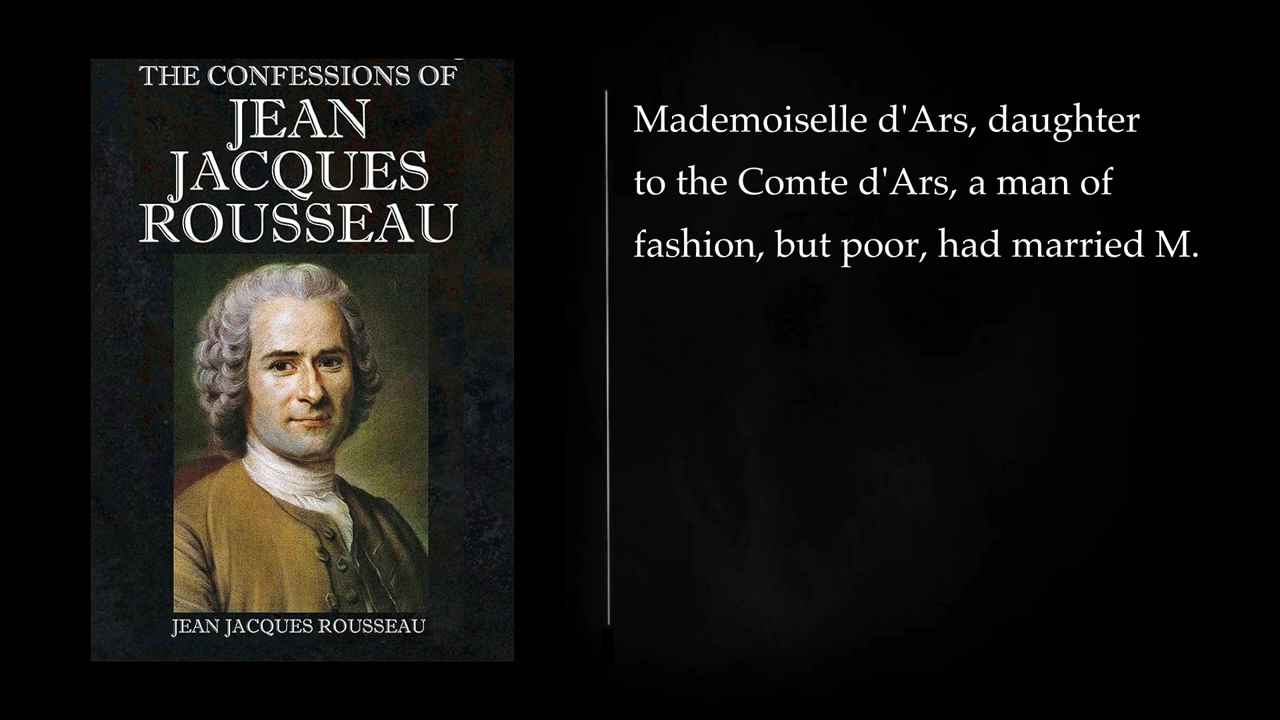 THE CONFESSIONS OF
JEAN
JACQUES
ROUSSEAU
JEAN JACQUES ROUSSEAU
Mademoiselle d'Ars, daughter
to the Comte d'Ars, a man of
fashion, but poor, had married M.